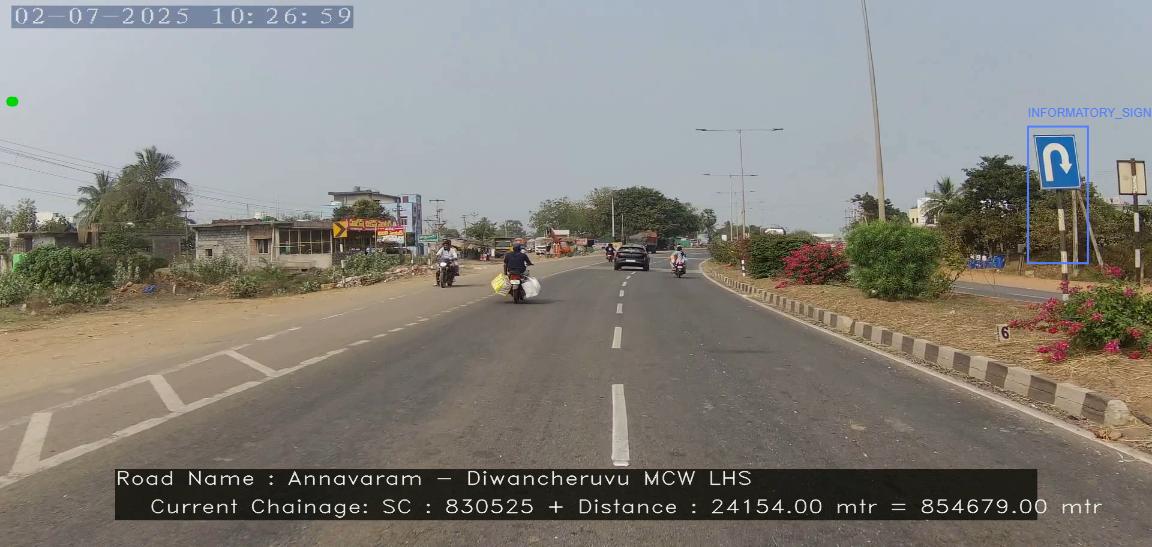 02-07-2025 10:26:59
INFORMATORY_SIGN
6
Road Name : Annavaram - Diwancheruvu MCW LHS
Current Chainage: SC : 830525 + Distance : 24154.00 mtr = 854679.00 mtr